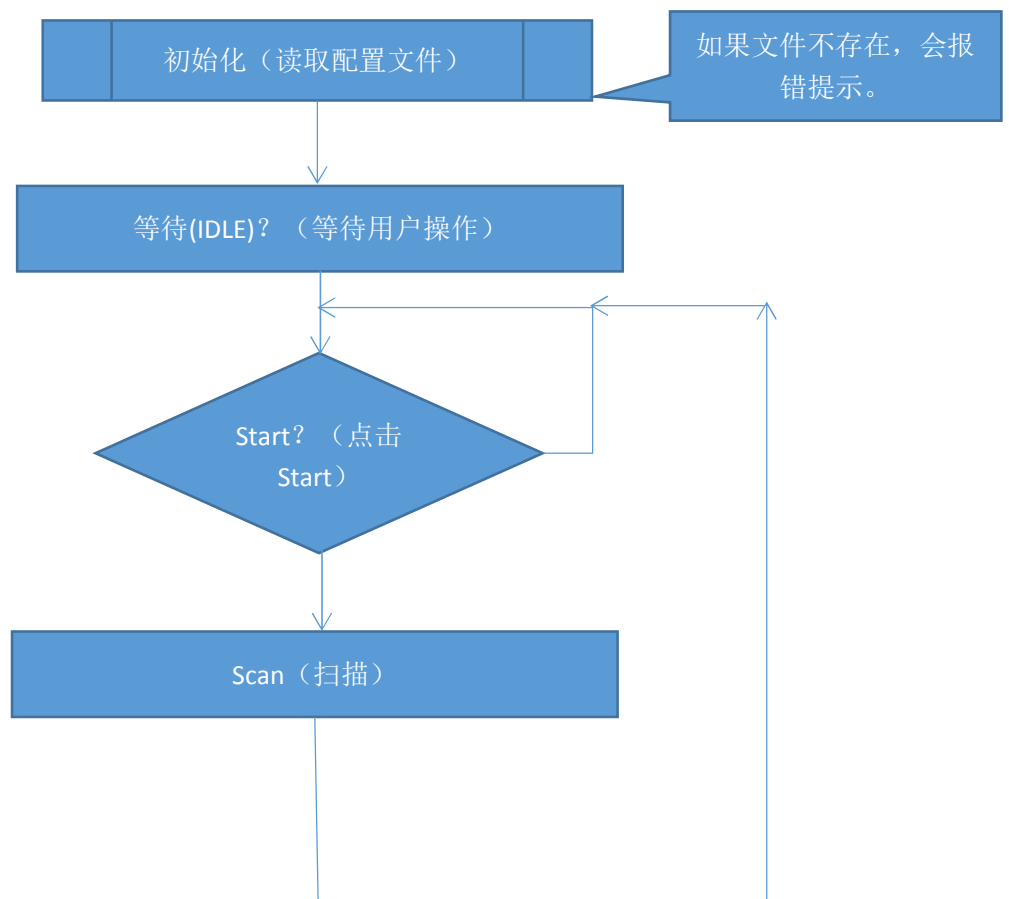 初始化（读取配置文件）
如果文件不存在，会报
错提示。
等待(IDLE)？（等待用户操作）
Start？（点击
Start）
Scan（扫描）